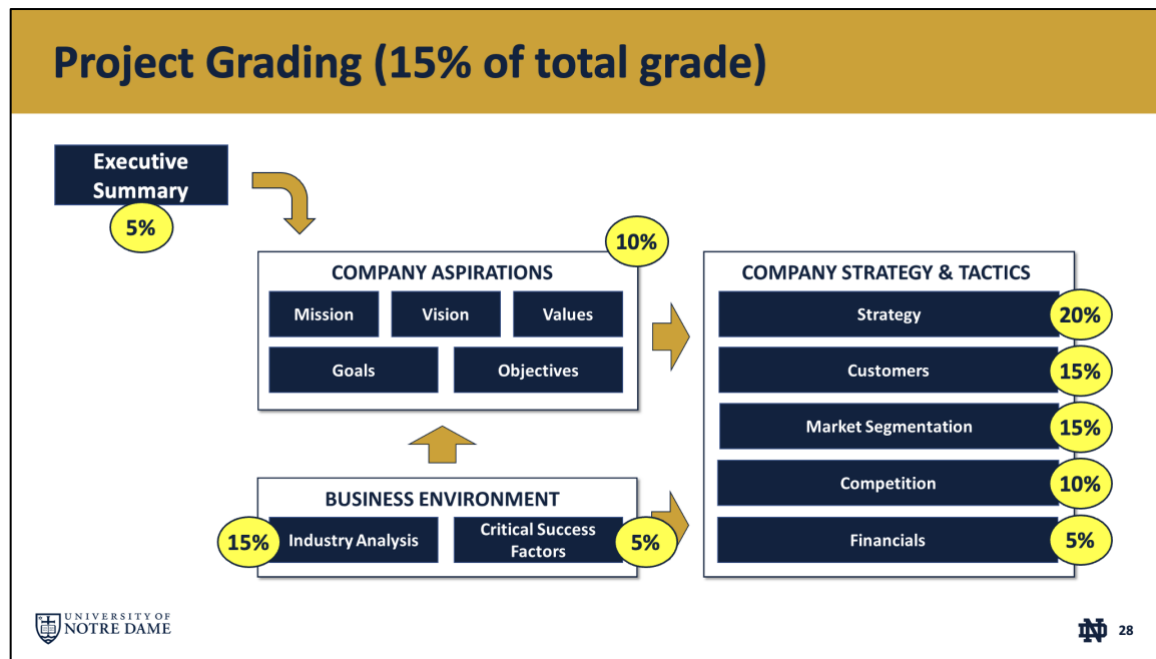 Project Grading (15% of total grade)
Executive
Summary
5%
10%
COMPANY ASPIRATIONS
Mission
Vision
Values
Goals
Objectives
BUSINESS ENVIRONMENT
15%
Industry Analysis
Critical Success
Factors
5%
COMPANY STRATEGY & TACTICS
Strategy
20%
Customers
15%
Market Segmentation
15%
Competition
10%
Financials
5%
UNIVERSITY OF
NOTRE DAME
ND
28